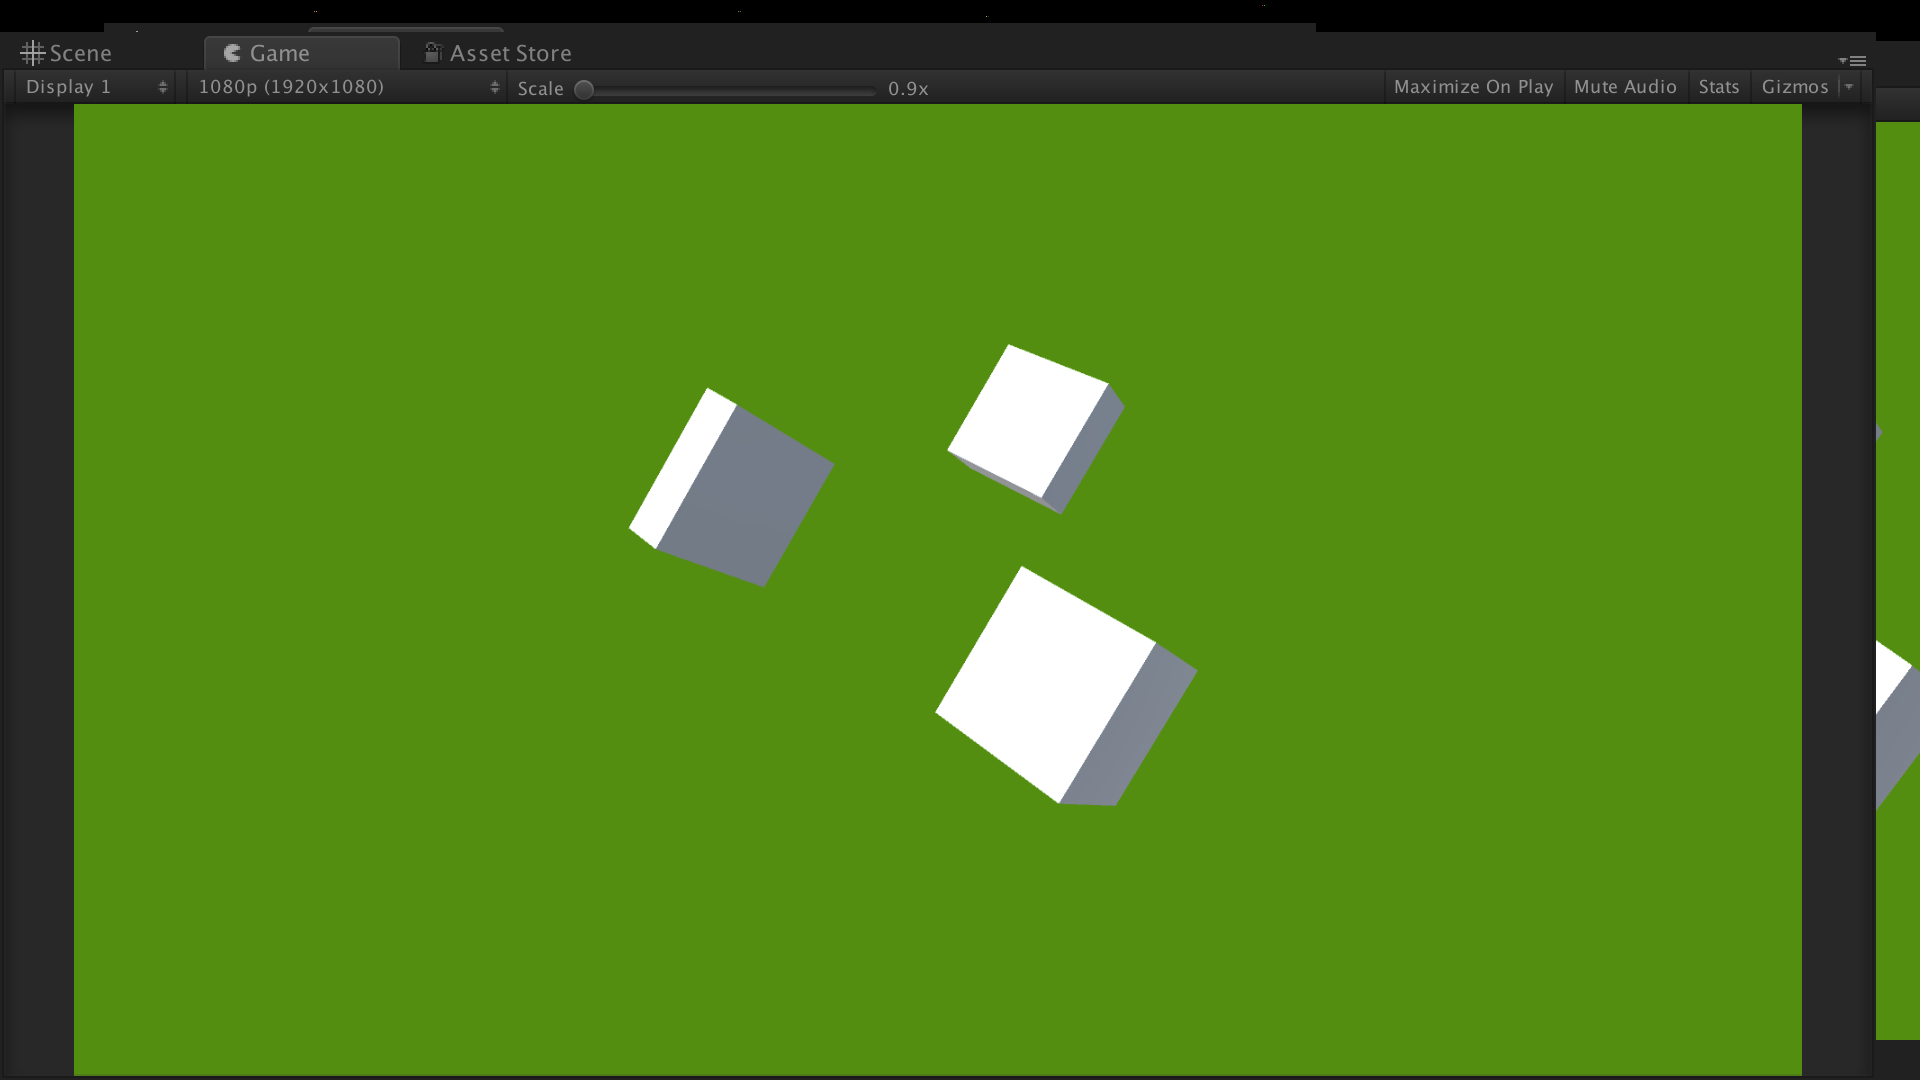 Scene Game Asset Store
Display 1 1080p (1920x1080) Scale 0.9x Maximize On Play Mute Audio Stats Gizmos